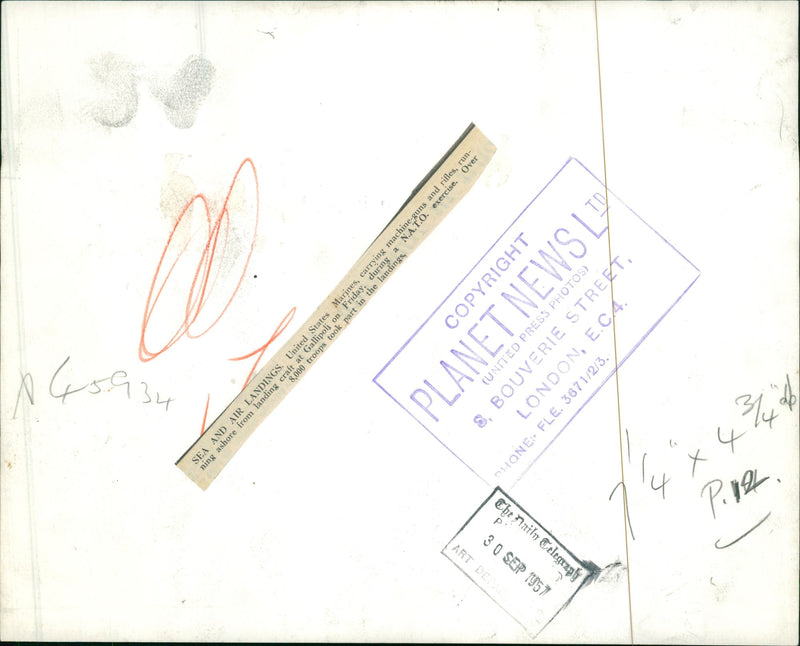 SEA AND AIR LANDINGS. United States Marines, carrying machine-guns and rifles, run-
ning ashore from landing craft at Gallipoli on Friday, during a N.A.T.O. exercise. Over
8,000 troops took part in the landings.
COPYRIGHT
PLANET NEWS LTD
(UNITED PRESS PHOTOS)
8, BOUVERIE STREET,
LONDON, E.C.4.
PHONE:- FLE. 3671/2/3.
45934
7 1/4" x 4 3/4"
P.12.
The Daily Telegraph
30 SEP 1957
ART